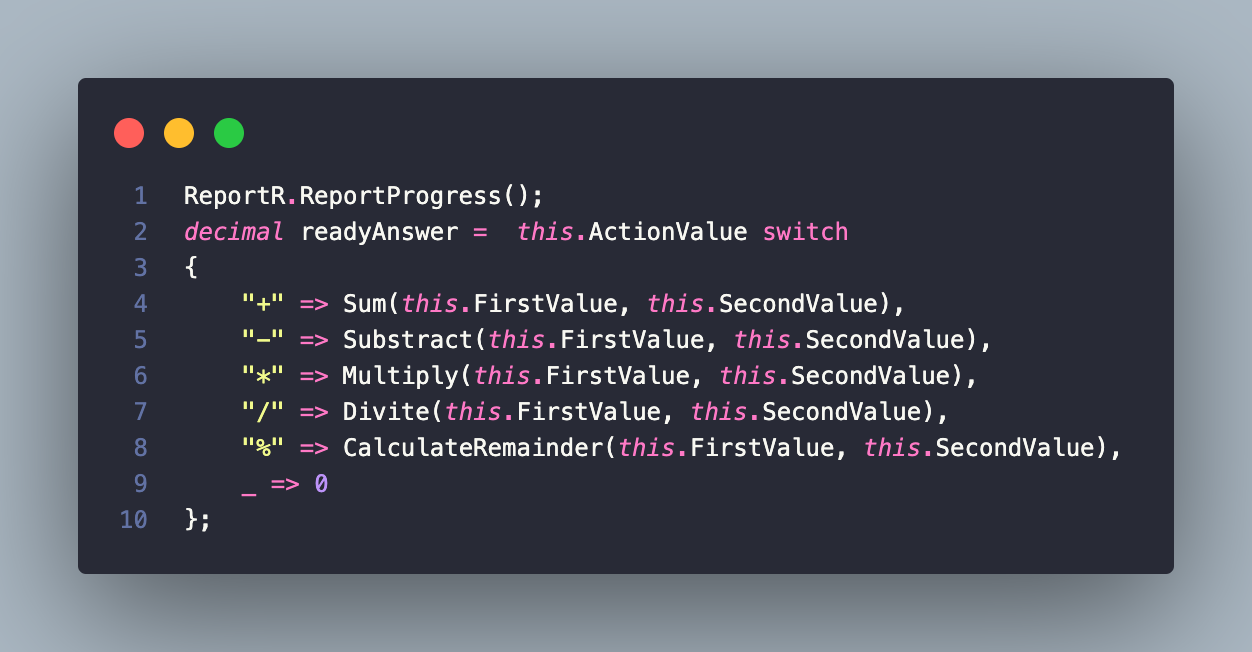 1 ReportR.ReportProgress();
2 decimal readyAnswer =  this.ActionValue switch
3 {
4     "+" => Sum(this.FirstValue, this.SecondValue),
5     "-" => Substract(this.FirstValue, this.SecondValue),
6     "*" => Multiply(this.FirstValue, this.SecondValue),
7     "/" => Divite(this.FirstValue, this.SecondValue),
8     "%" => CalculateRemainder(this.FirstValue, this.SecondValue),
9     _ => 0
10 };